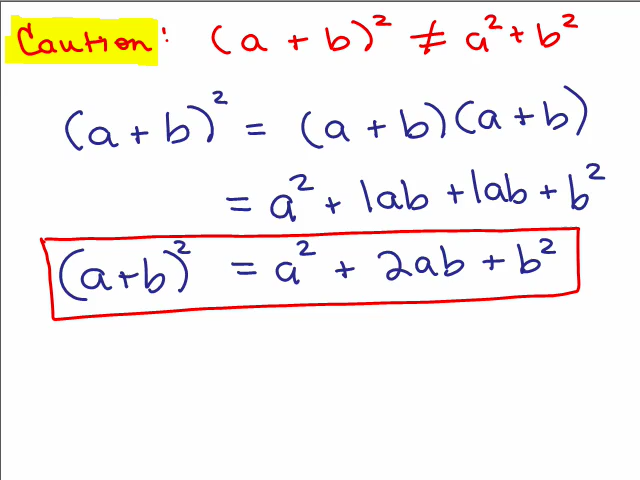 Caution: (a + b)² ≠ a² + b²
(a + b)² = (a + b)(a + b)
= a² + 1ab + 1ab + b²
(a+b)² = a² + 2ab + b²